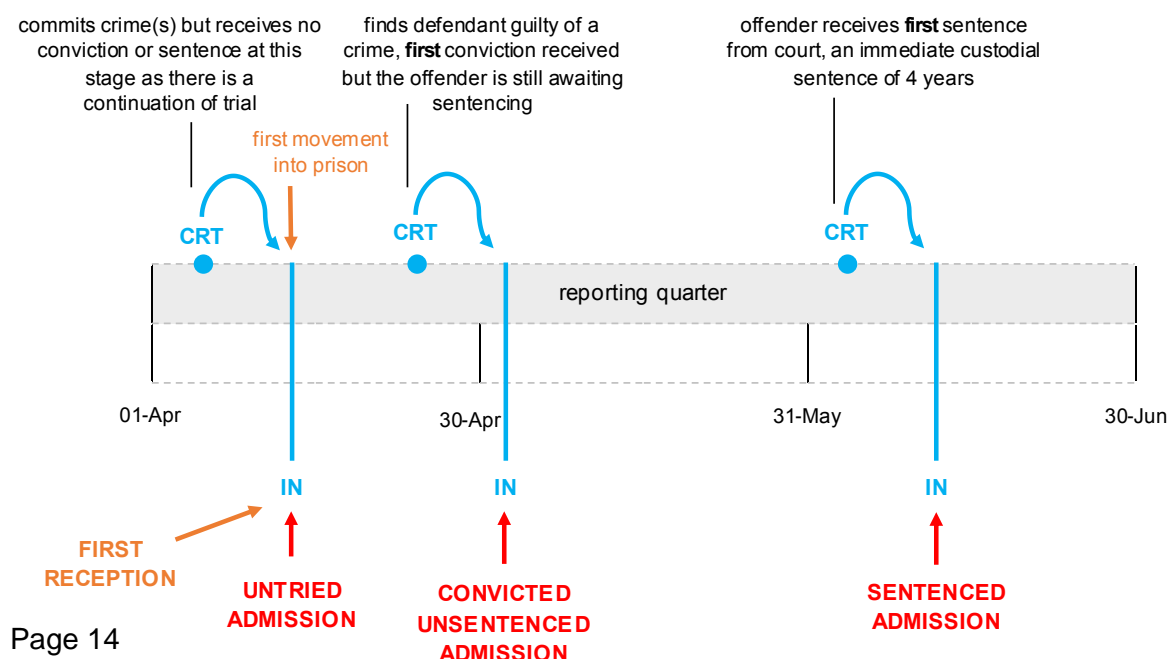 commits crime(s) but receives no
conviction or sentence at this
stage as there is a
continuation of trial
finds defendant guilty of a
crime, first conviction received
but the offender is still awaiting
sentencing
offender receives first sentence
from court, an immediate custodial
sentence of 4 years
first movement
into prison
CRT
CRT
CRT
reporting quarter
01-Apr
30-Apr
31-May
30-Jun
IN
IN
IN
FIRST
RECEPTION
UNTRIED
ADMISSION
CONVICTED
UNSENTENCED
ADMISSION
SENTENCED
ADMISSION
Page 14